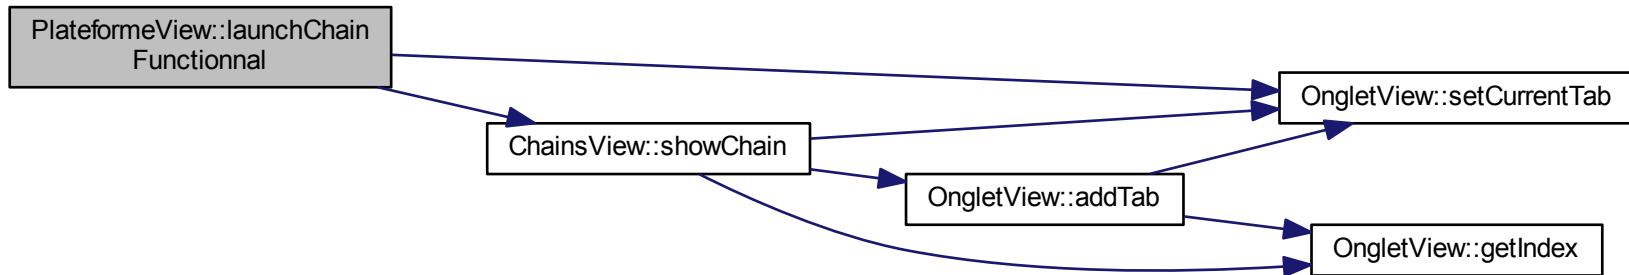 PlateformeView::launchChain
Functionnal
OngletView::setCurrentTab
ChainsView::showChain
OngletView::addTab
OngletView::getIndex